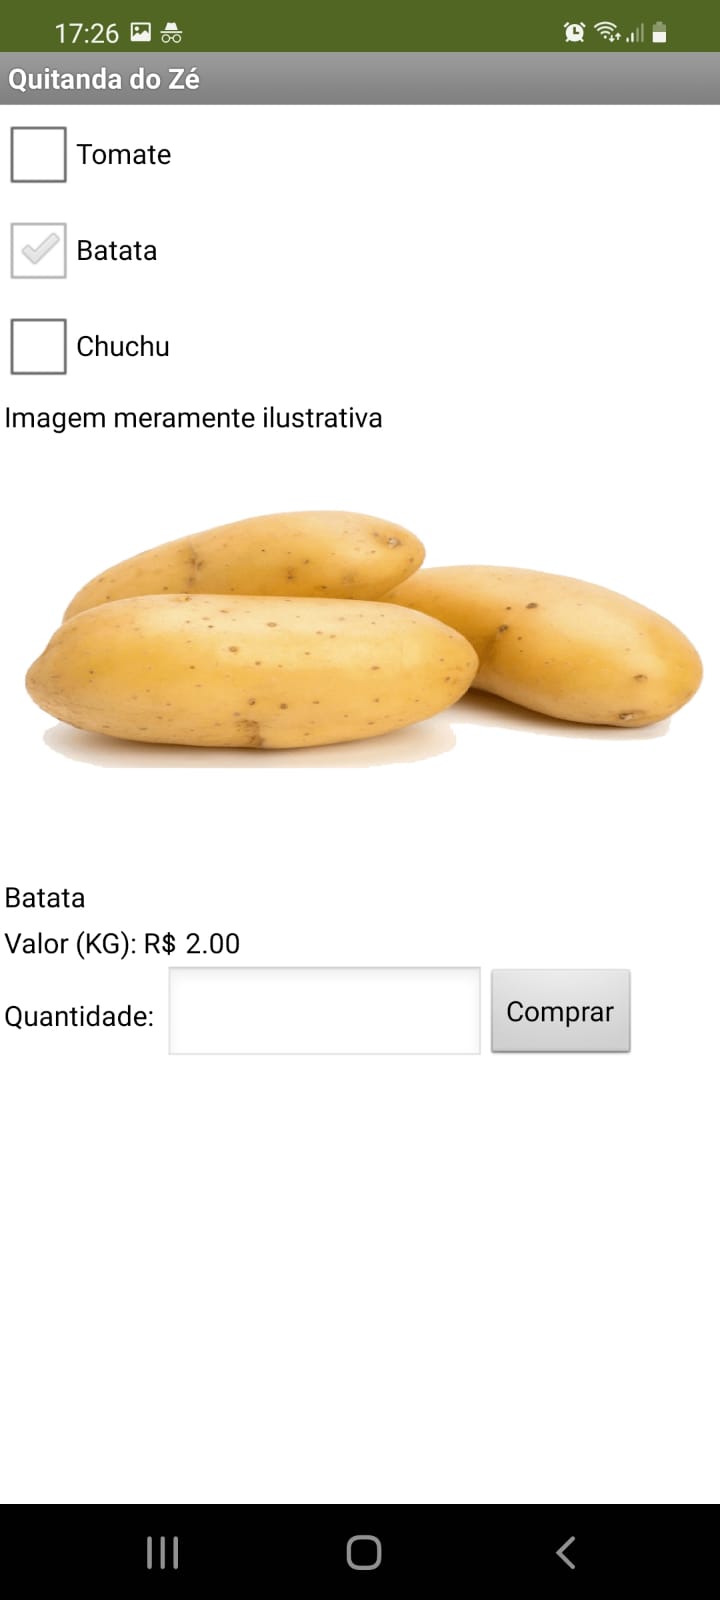 17:26
Quitanda do Zé
Tomate
Batata
Chuchu
Imagem meramente ilustrativa
Batata
Valor (KG): R$ 2.00
Quantidade:
Comprar